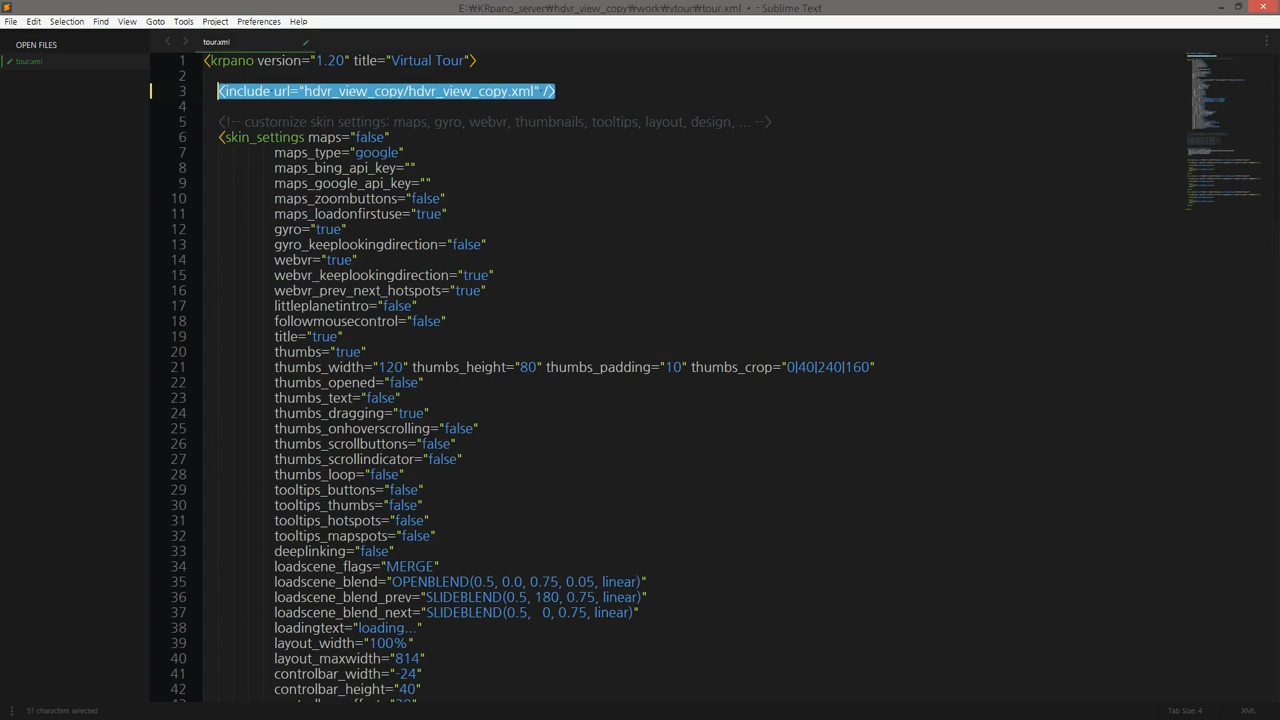 E:₩KRpano_server₩hdvr_view_copy₩work₩vtour₩tour.xml • - Sublime Text
File Edit Selection Find View Goto Tools Project Preferences Help
OPEN FILES
tour.xml
tour.xml
1 <krpano version="1.20" title="Virtual Tour">
2
3 <include url="hdvr_view_copy/hdvr_view_copy.xml" />
4
5 <!-- customize skin settings: maps, gyro, webvr, thumbnails, tooltips, layout, design, ... -->
6 <skin_settings maps="false"
7 maps_type="google"
8 maps_bing_api_key=""
9 maps_google_api_key=""
10 maps_zoombuttons="false"
11 maps_loadonfirstuse="true"
12 gyro="true"
13 gyro_keeplookingdirection="false"
14 webvr="true"
15 webvr_keeplookingdirection="true"
16 webvr_prev_next_hotspots="true"
17 littleplanetintro="false"
18 followmousecontrol="false"
19 title="true"
20 thumbs="true"
21 thumbs_width="120" thumbs_height="80" thumbs_padding="10" thumbs_crop="0|40|240|160"
22 thumbs_opened="false"
23 thumbs_text="false"
24 thumbs_dragging="true"
25 thumbs_onhoverscrolling="false"
26 thumbs_scrollbuttons="false"
27 thumbs_scrollindicator="false"
28 thumbs_loop="false"
29 tooltips_buttons="false"
30 tooltips_thumbs="false"
31 tooltips_hotspots="false"
32 tooltips_mapspots="false"
33 deeplinking="false"
34 loadscene_flags="MERGE"
35 loadscene_blend="OPENBLEND(0.5, 0.0, 0.75, 0.05, linear)"
36 loadscene_blend_prev="SLIDEBLEND(0.5, 180, 0.75, linear)"
37 loadscene_blend_next="SLIDEBLEND(0.5,   0, 0.75, linear)"
38 loadingtext="loading..."
39 layout_width="100%"
40 layout_maxwidth="814"
41 controlbar_width="-24"
42 controlbar_height="40"
51 characters selected
Tab Size: 4
XML